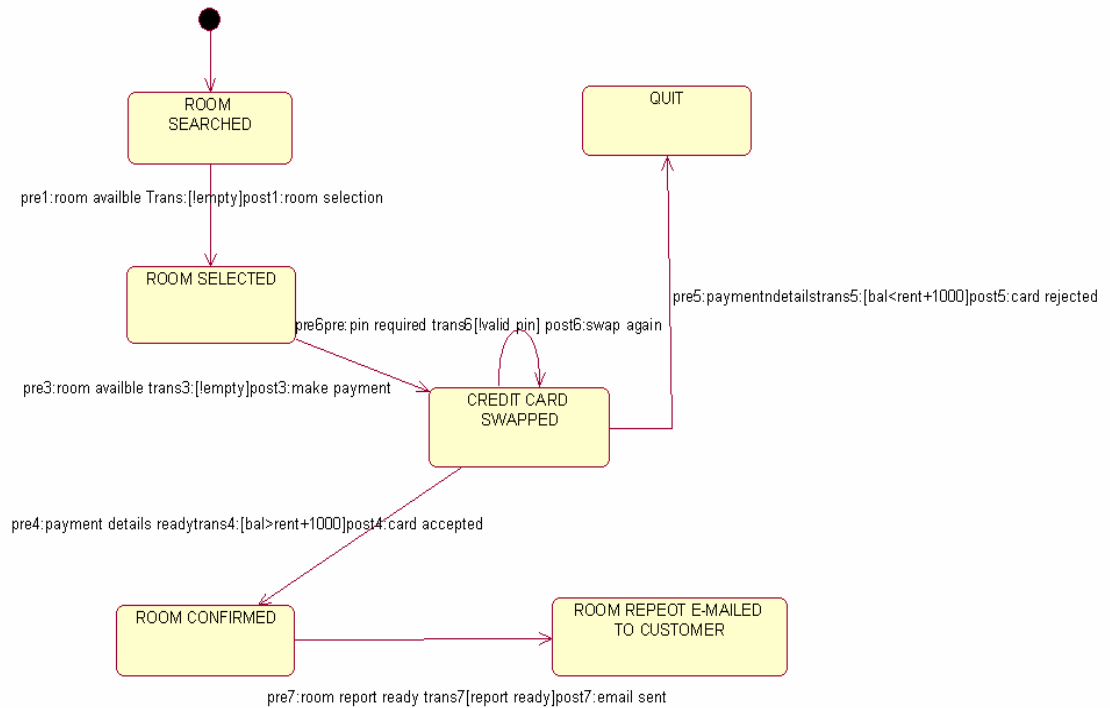 ROOM
SEARCHED
QUIT
pre1:room availble Trans:[!empty]post1:room selection
ROOM SELECTED
pre5:paymentndetailstrans5:[bal<rent+1000]post5:card rejected
pre6pre:pin required trans6[!valid pin] post6:swap again
pre3:room availble trans3:[!empty]post3:make payment
CREDIT CARD
SWAPPED
pre4:payment details readytrans4:[bal>rent+1000]post4:card accepted
ROOM CONFIRMED
ROOM REPEOT E-MAILED
TO CUSTOMER
pre7:room report ready trans7[report ready]post7:email sent